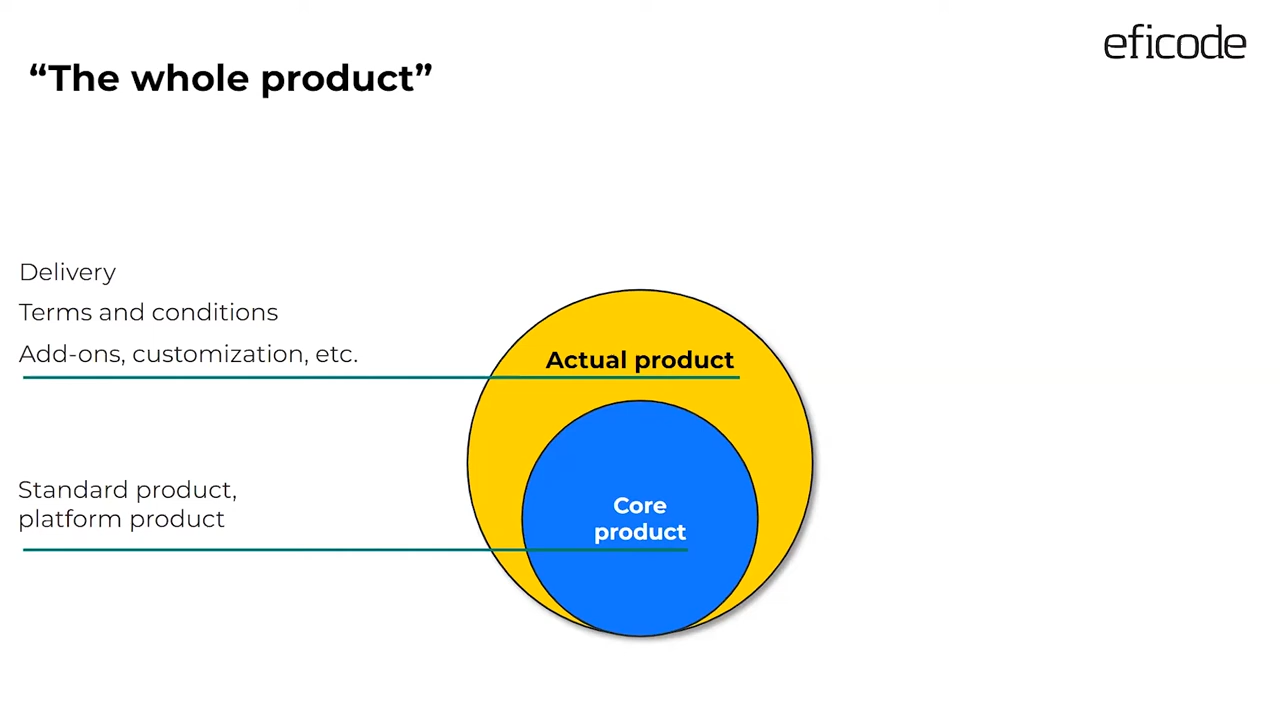 eficode
“The whole product”
Delivery
Terms and conditions
Add-ons, customization, etc.
Actual product
Standard product,
platform product
Core
product